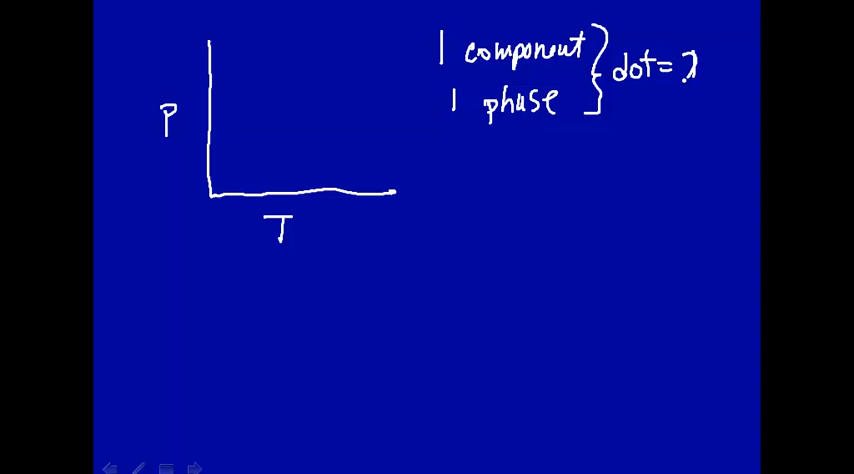 1 component
1 phase
dof = ?
P
T